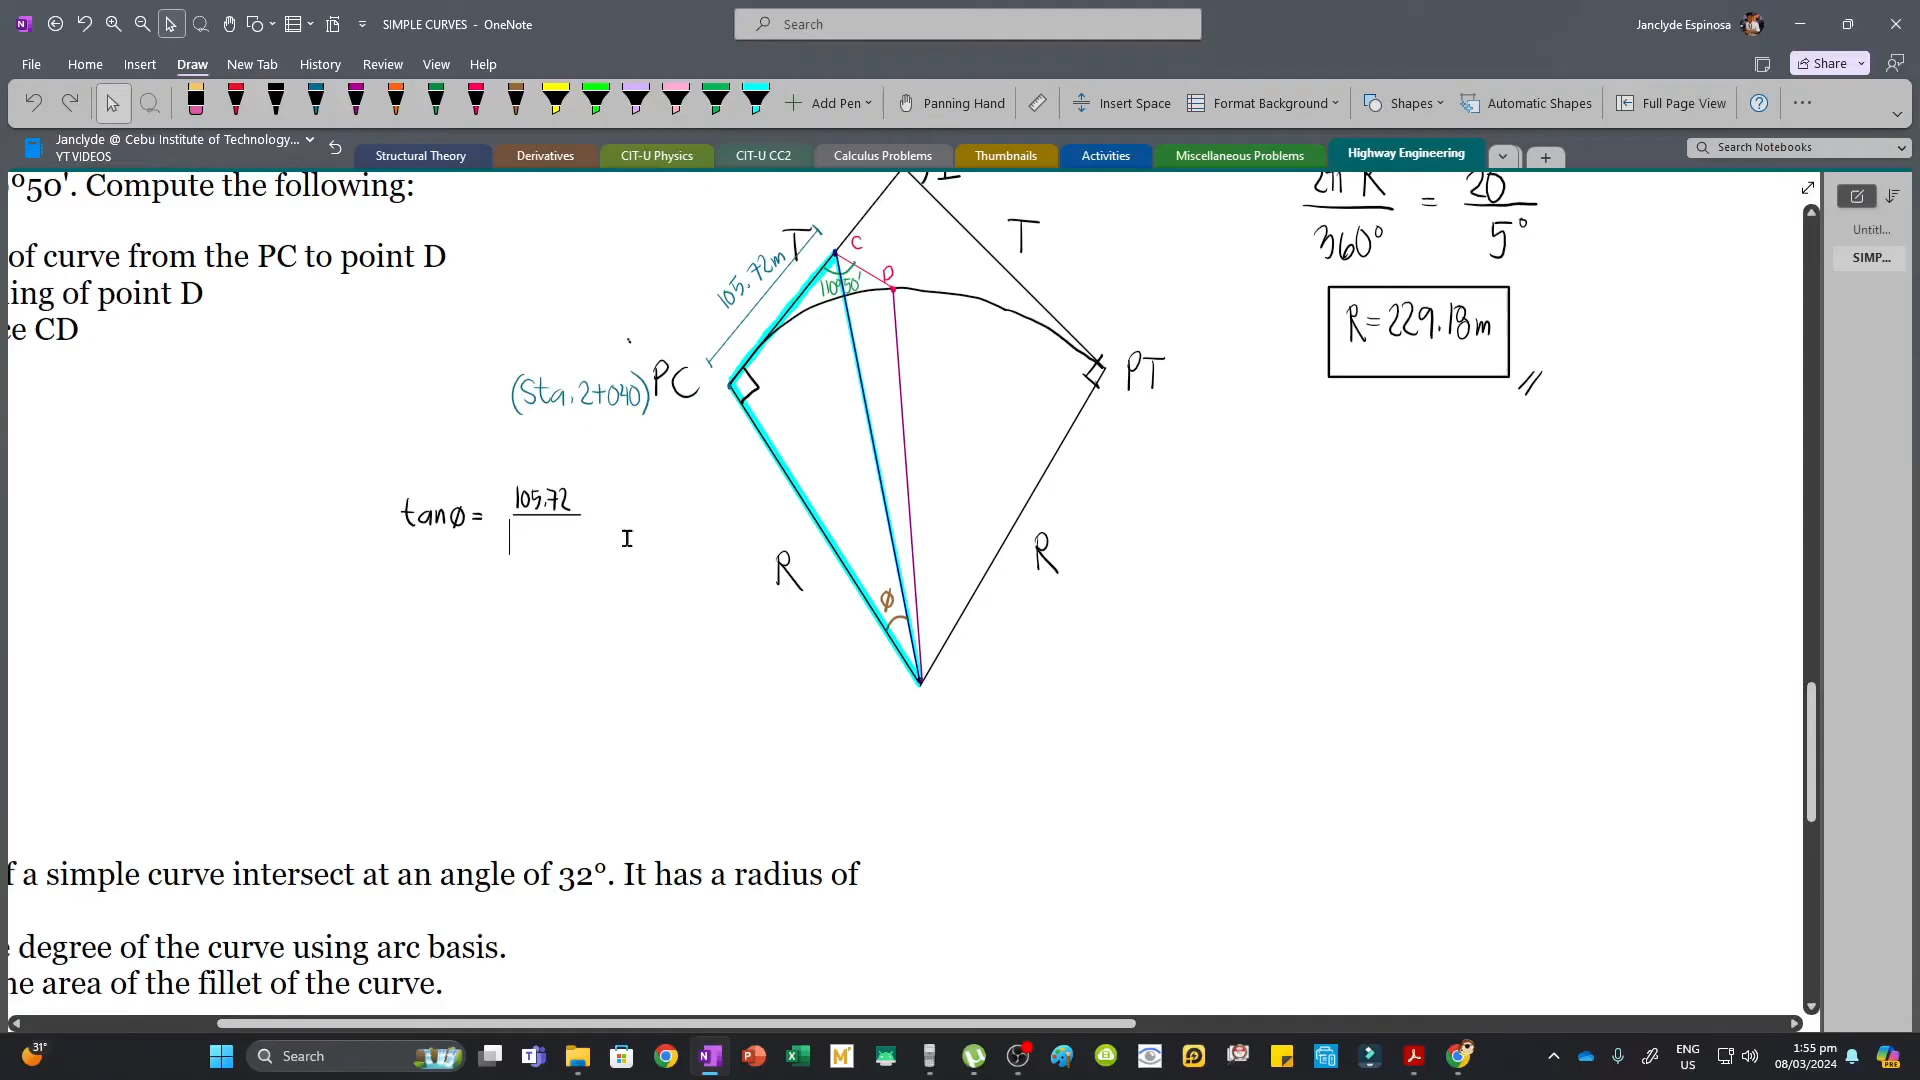 SIMPLE CURVES - OneNote
Search
Janclyde Espinosa
File Home Insert Draw New Tab History Review View Help
Share
Add Pen
Panning Hand
Insert Space
Format Background
Shapes
Automatic Shapes
Full Page View
Janclyde @ Cebu Institute of Technology...
YT VIDEOS
Structural Theory
Derivatives
CIT-U Physics
CIT-U CC2
Calculus Problems
Thumbnails
Activities
Miscellaneous Problems
Highway Engineering
Search Notebooks
Untitl...
SIMP...
°50'. Compute the following:
of curve from the PC to point D
ing of point D
ce CD
T
T
C
D
105.72m
110°50'
(Sta. 2+040) PC
PT
R
R
Ø
tanØ = 105.72
2π R / 360° = 20 / 5°
R = 229.18m
f a simple curve intersect at an angle of 32°. It has a radius of
degree of the curve using arc basis.
he area of the fillet of the curve.
31°
Search
ENG
US
1:55 pm
08/03/2024